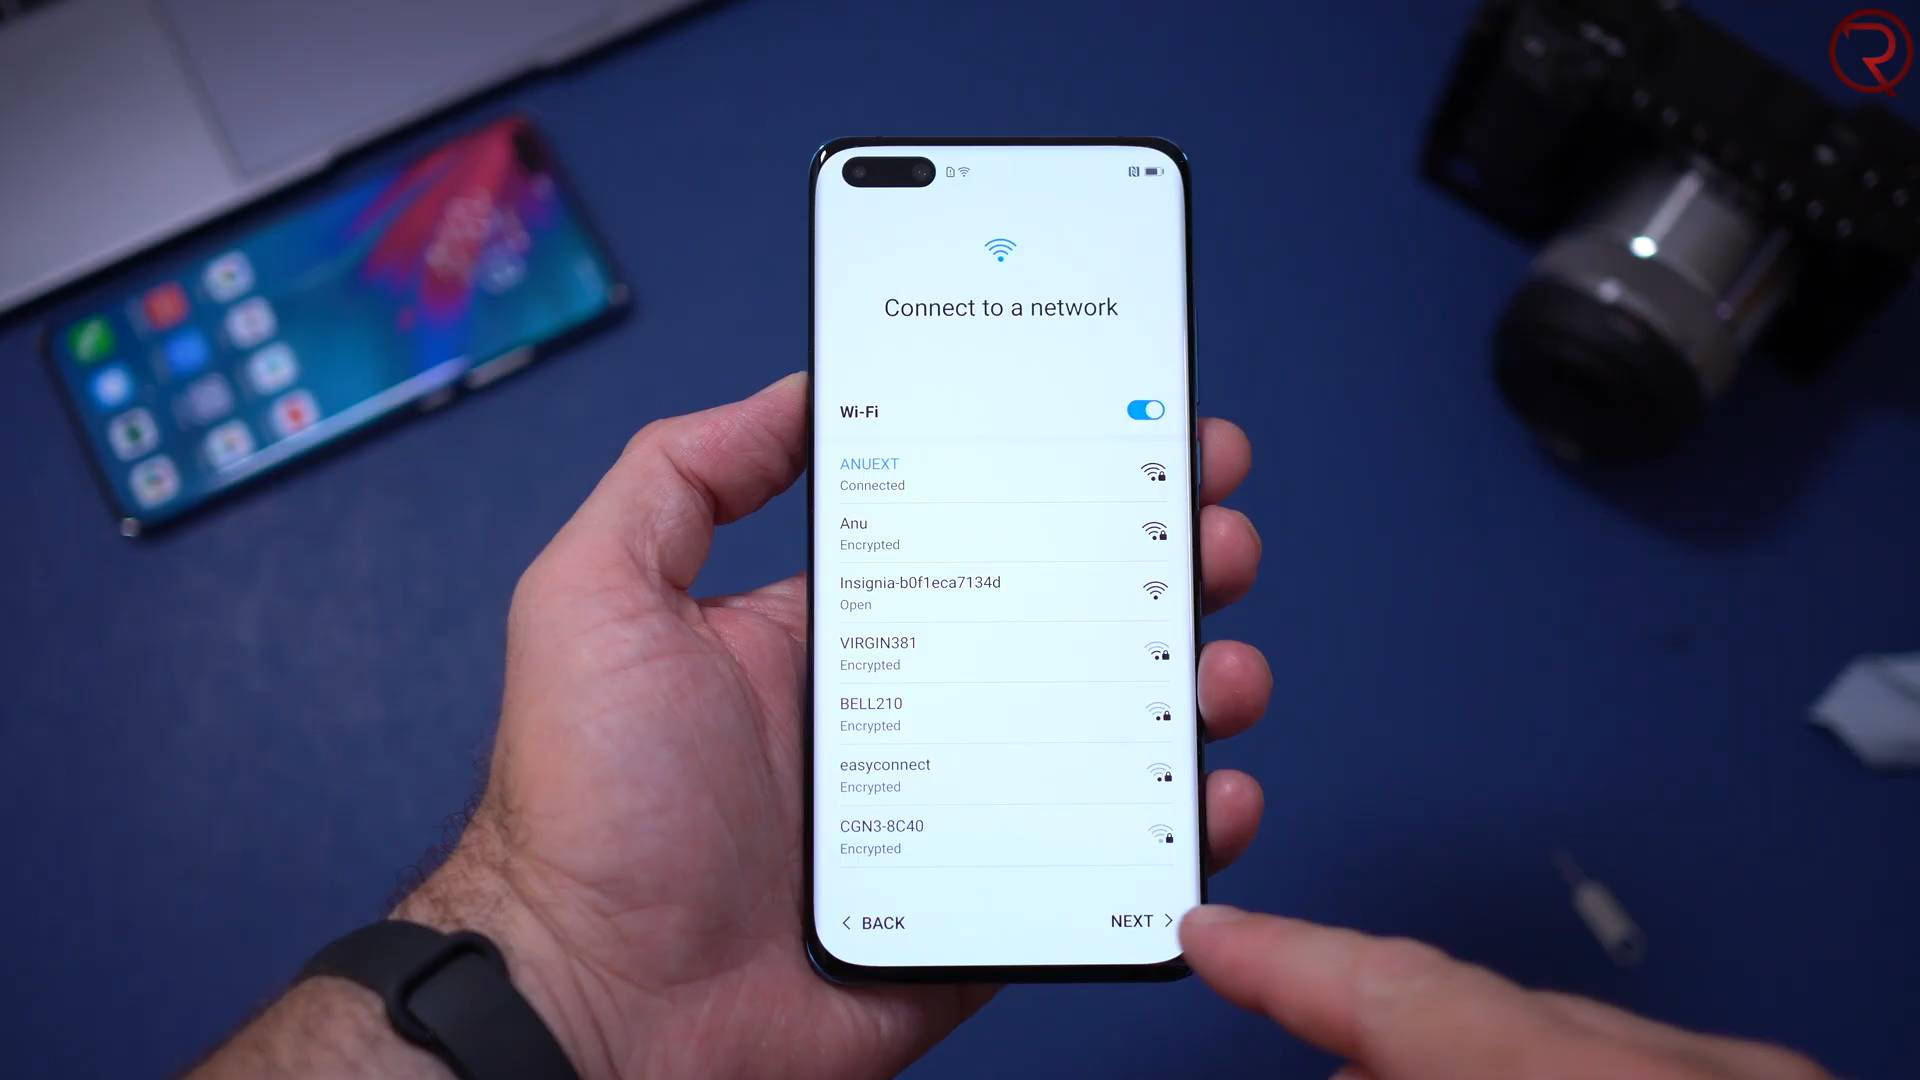 Connect to a network
Wi-Fi
ANUEXT
Connected
Anu
Encrypted
Insignia-b0f1eca7134d
Open
VIRGIN381
Encrypted
BELL210
Encrypted
easyconnect
Encrypted
CGN3-8C40
Encrypted
BACK
NEXT